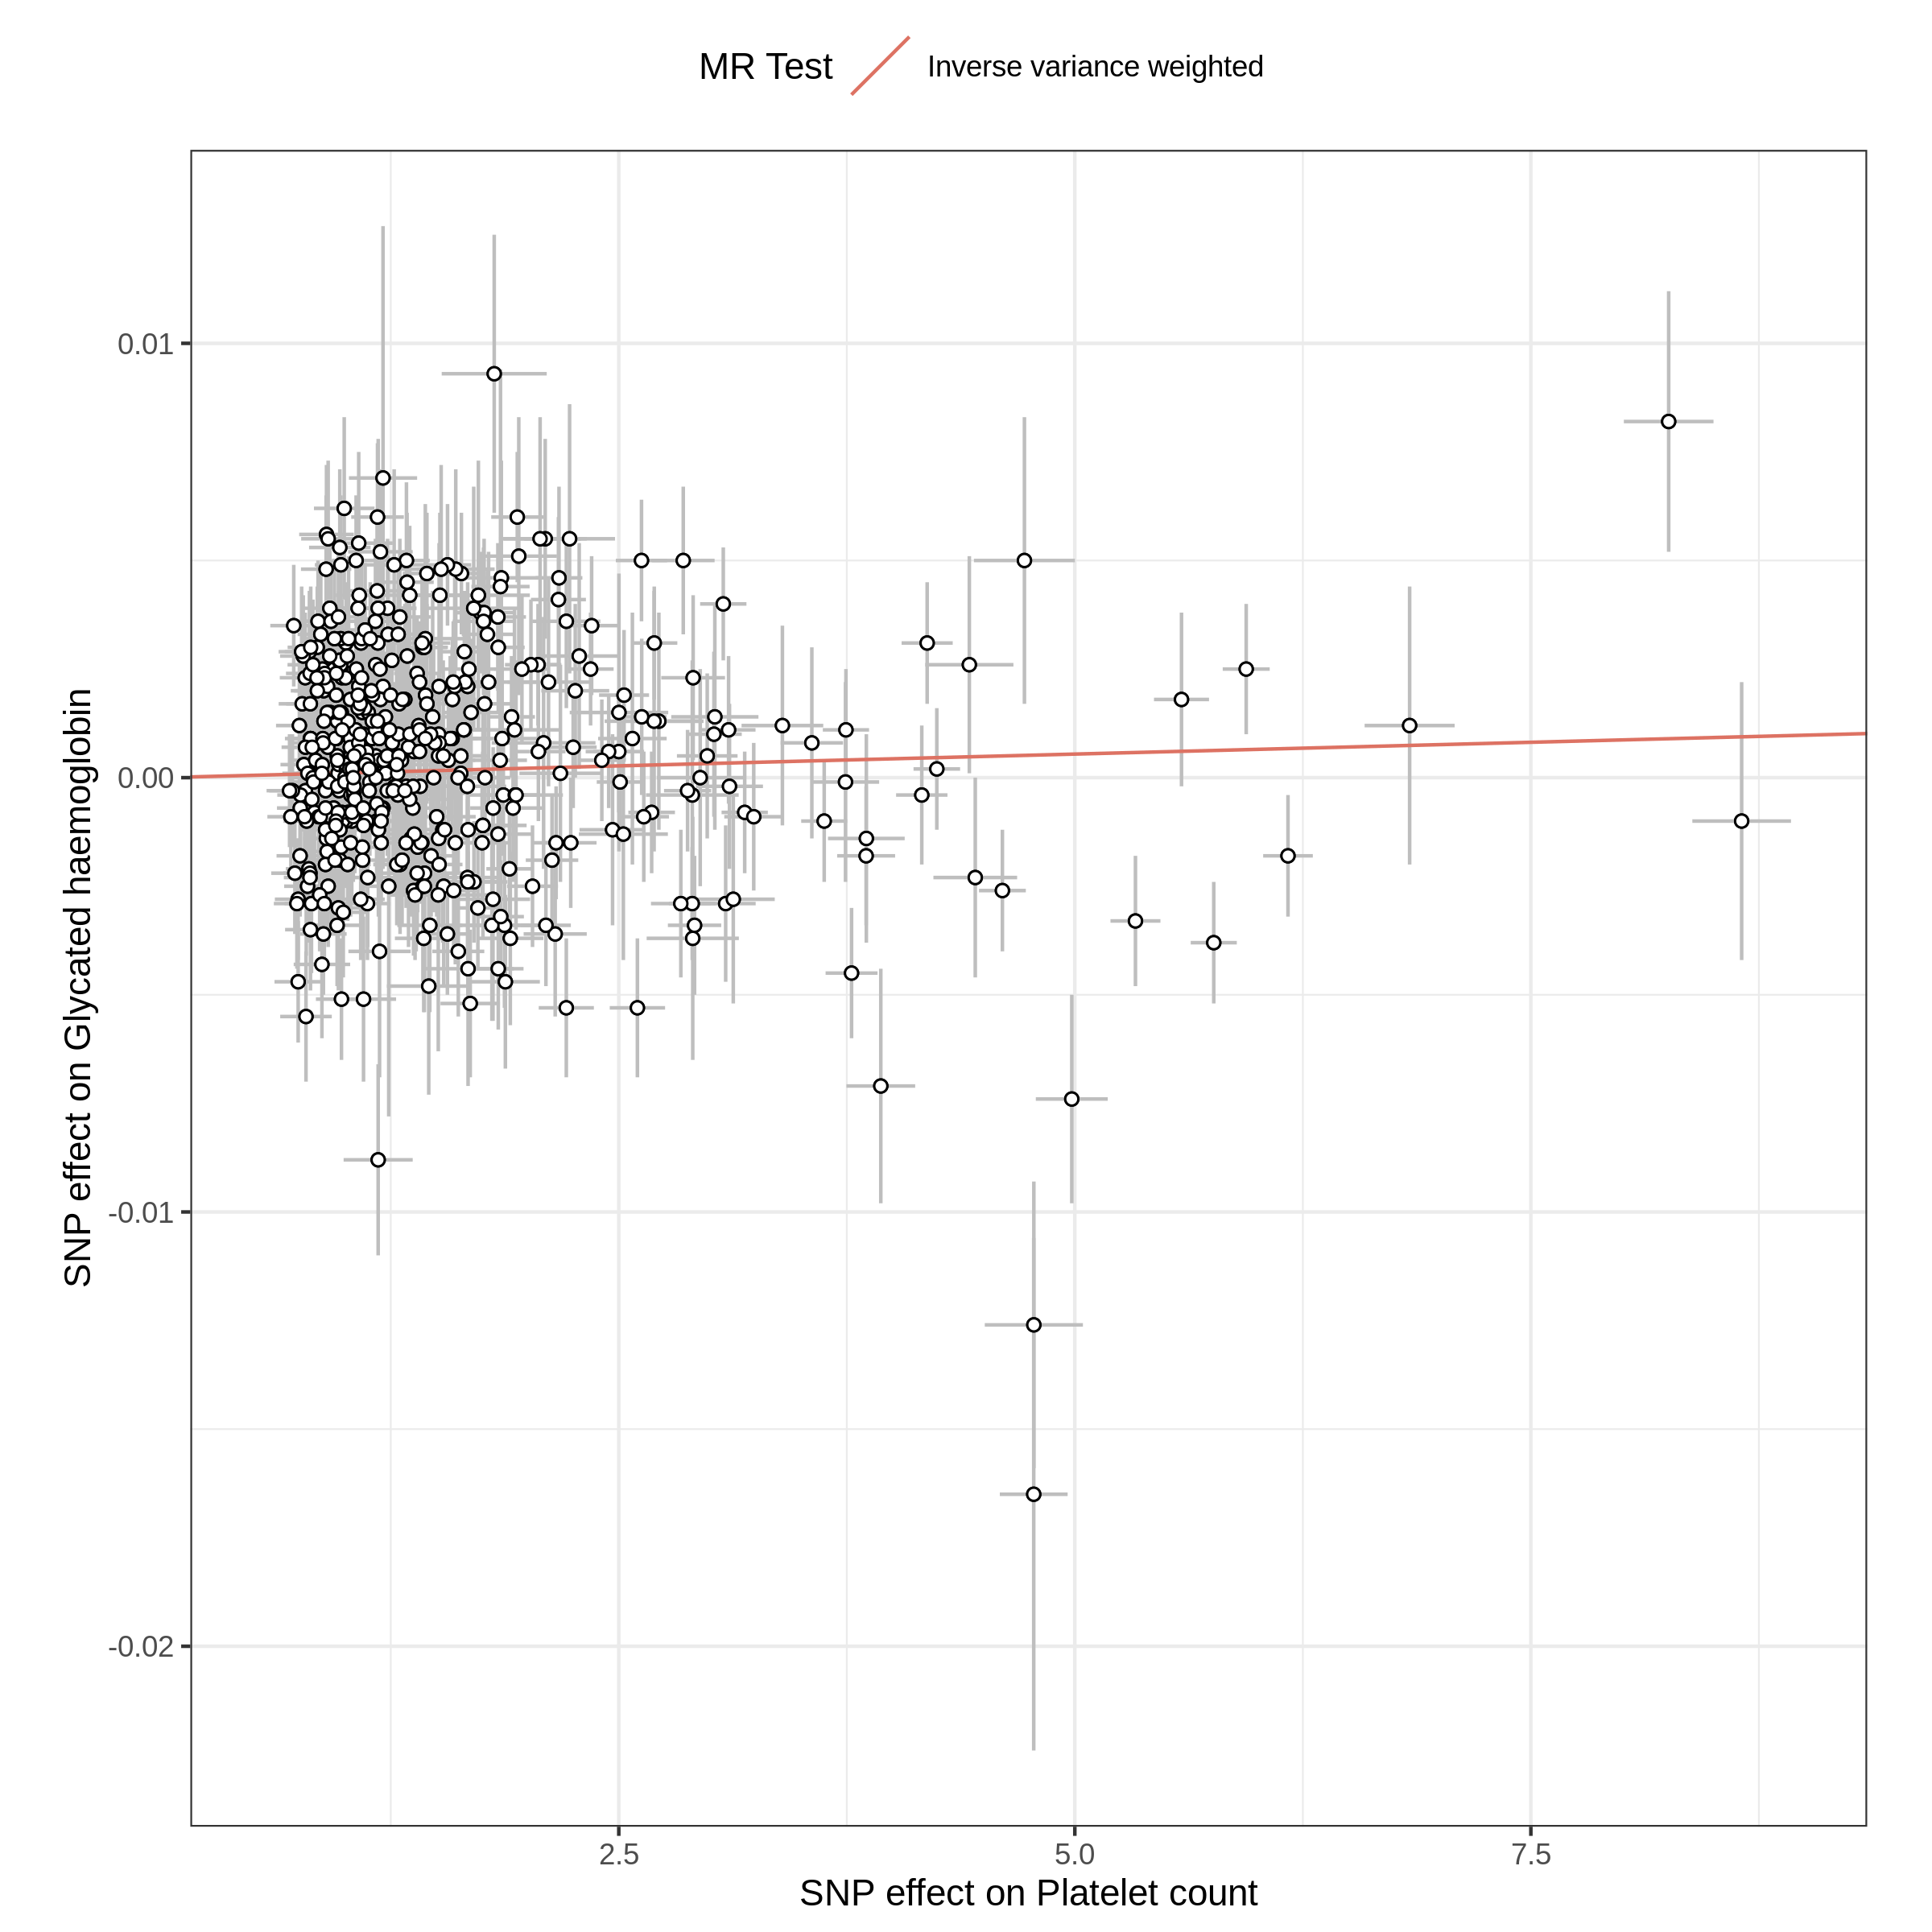 MR Test
Inverse variance weighted
0.01
0.00
-0.01
-0.02
SNP effect on Glycated haemoglobin
2.5
5.0
7.5
SNP effect on Platelet count